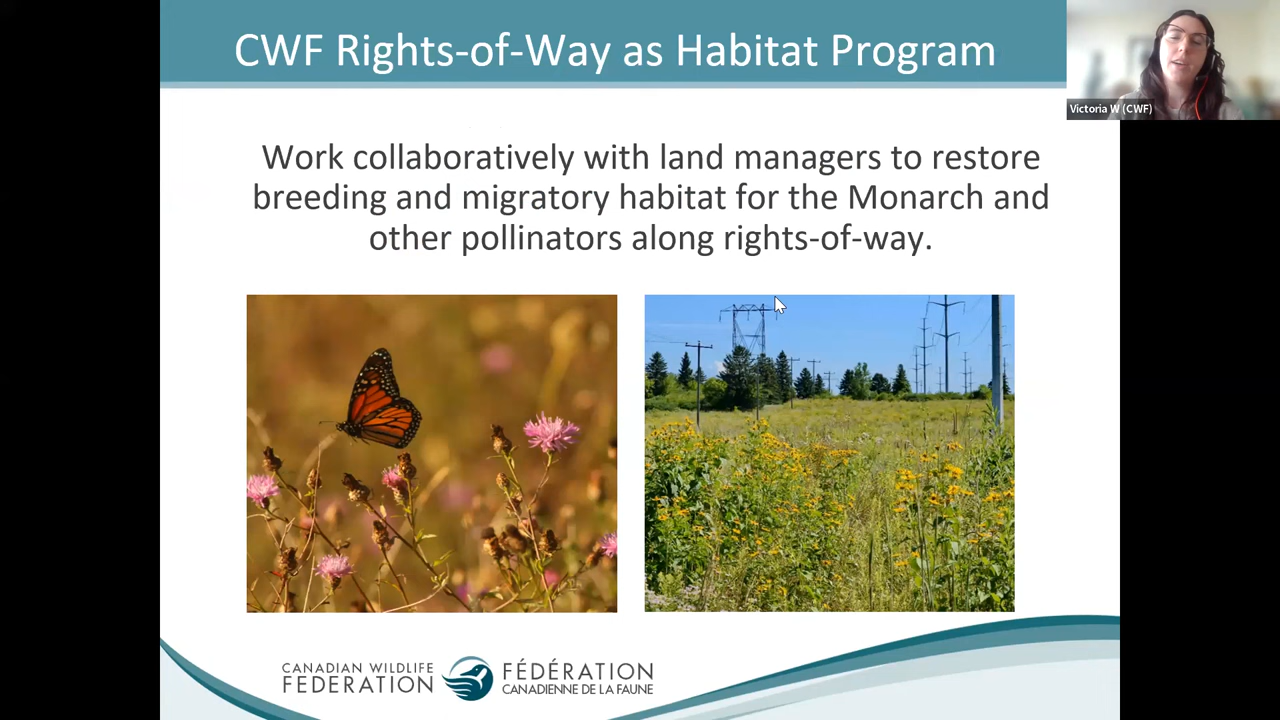 CWF Rights-of-Way as Habitat Program
Victoria W (CWF)
Work collaboratively with land managers to restore
breeding and migratory habitat for the Monarch and
other pollinators along rights-of-way.
CANADIAN WILDLIFE
FEDERATION
FÉDÉRATION
CANADIENNE DE LA FAUNE